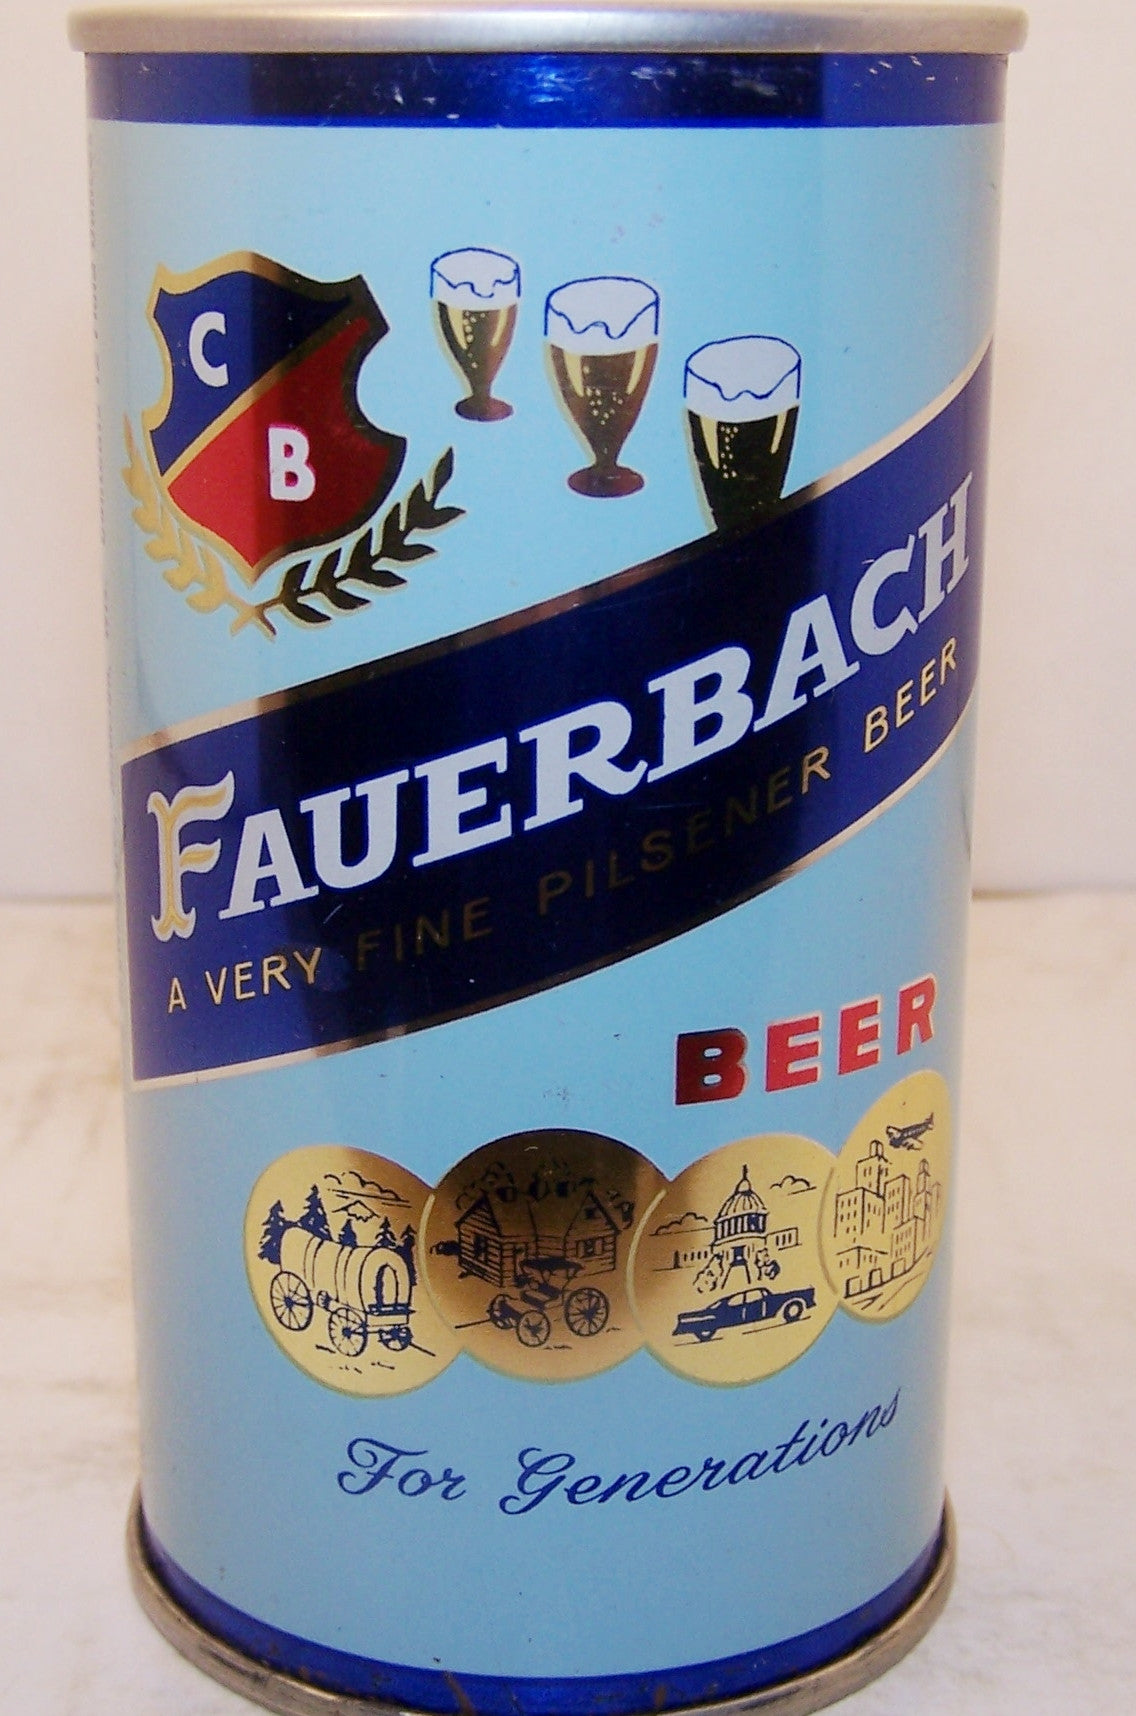 C
B
FAUERBACH
A VERY FINE PILSENER BEER
BEER
For Generations